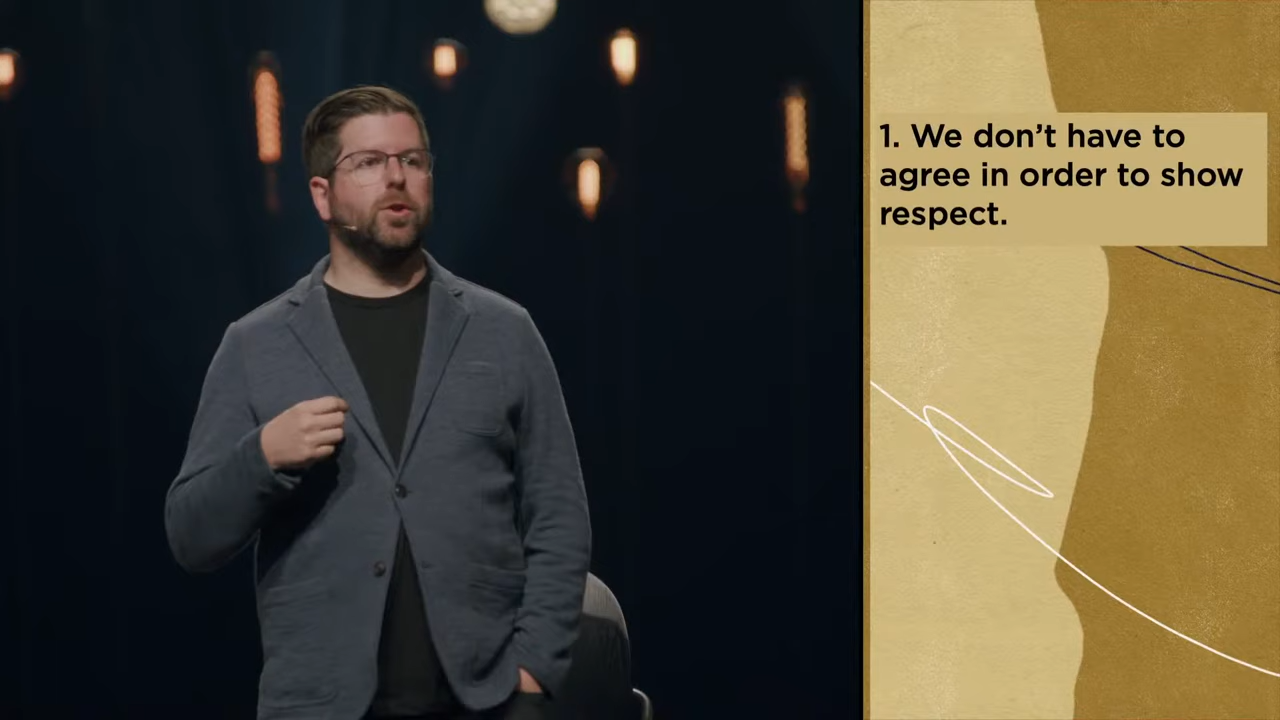 1. We don’t have to
agree in order to show
respect.